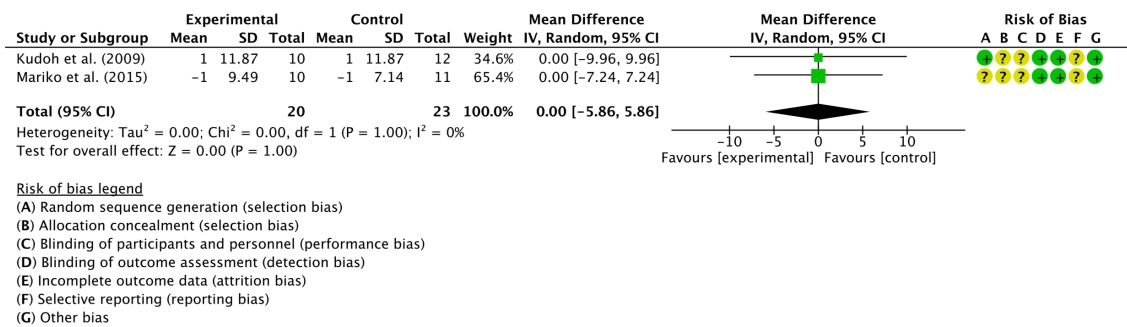 Experimental Control Mean Difference Mean Difference Risk of Bias
Study or Subgroup Mean SD Total Mean SD Total Weight IV, Random, 95% CI IV, Random, 95% CI A B C D E F G
Kudoh et al. (2009) 1 11.87 10 1 11.87 12 34.6% 0.00 [−9.96, 9.96] + ? ? + + ? +
Mariko et al. (2015) −1 9.49 10 −1 7.14 11 65.4% 0.00 [−7.24, 7.24] ? ? ? + + ? +
Total (95% CI) 20 23 100.0% 0.00 [−5.86, 5.86]
Heterogeneity: Tau² = 0.00; Chi² = 0.00, df = 1 (P = 1.00); I² = 0%
Test for overall effect: Z = 0.00 (P = 1.00)
−10 −5 0 5 10
Favours [experimental] Favours [control]
Risk of bias legend
(A) Random sequence generation (selection bias)
(B) Allocation concealment (selection bias)
(C) Blinding of participants and personnel (performance bias)
(D) Blinding of outcome assessment (detection bias)
(E) Incomplete outcome data (attrition bias)
(F) Selective reporting (reporting bias)
(G) Other bias